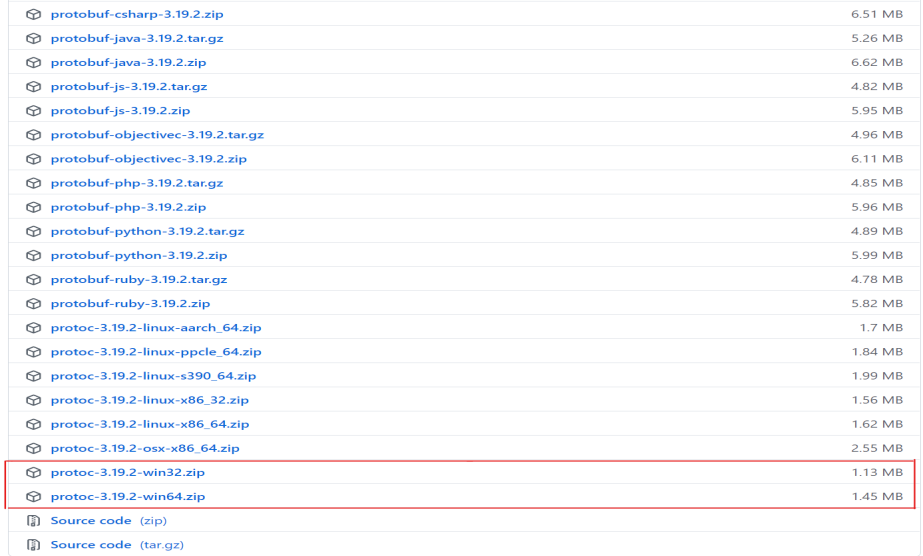 protobuf-csharp-3.19.2.zip 6.51 MB
protobuf-java-3.19.2.tar.gz 5.26 MB
protobuf-java-3.19.2.zip 6.62 MB
protobuf-js-3.19.2.tar.gz 4.82 MB
protobuf-js-3.19.2.zip 5.95 MB
protobuf-objectivec-3.19.2.tar.gz 4.96 MB
protobuf-objectivec-3.19.2.zip 6.11 MB
protobuf-php-3.19.2.tar.gz 4.85 MB
protobuf-php-3.19.2.zip 5.96 MB
protobuf-python-3.19.2.tar.gz 4.89 MB
protobuf-python-3.19.2.zip 5.99 MB
protobuf-ruby-3.19.2.tar.gz 4.78 MB
protobuf-ruby-3.19.2.zip 5.82 MB
protoc-3.19.2-linux-aarch_64.zip 1.7 MB
protoc-3.19.2-linux-ppcle_64.zip 1.84 MB
protoc-3.19.2-linux-s390_64.zip 1.99 MB
protoc-3.19.2-linux-x86_32.zip 1.56 MB
protoc-3.19.2-linux-x86_64.zip 1.62 MB
protoc-3.19.2-osx-x86_64.zip 2.55 MB
protoc-3.19.2-win32.zip 1.13 MB
protoc-3.19.2-win64.zip 1.45 MB
Source code (zip)
Source code (tar.gz)